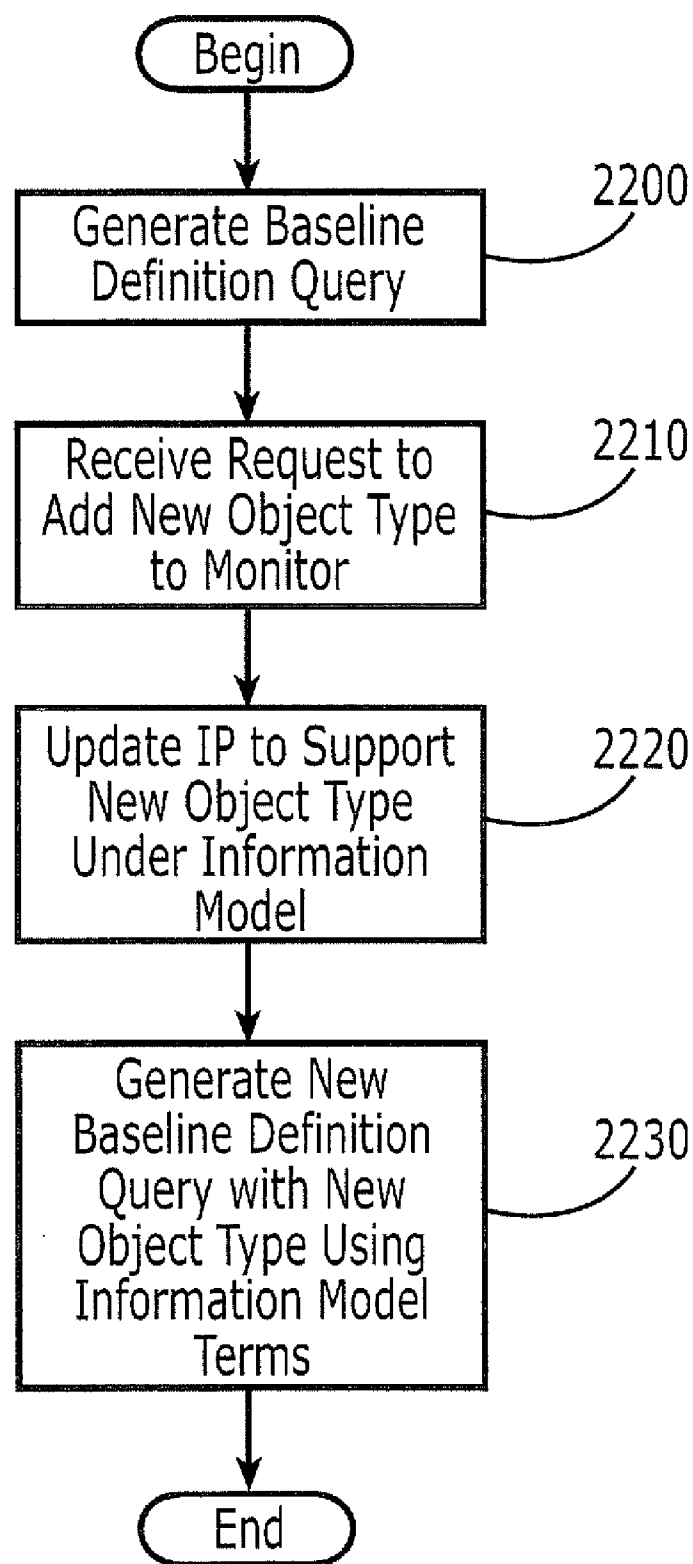 Begin
2200
Generate Baseline
Definition Query
2210
Receive Request to
Add New Object Type
to Monitor
2220
Update IP to Support
New Object Type
Under Information
Model
2230
Generate New
Baseline Definition
Query with New
Object Type Using
Information Model
Terms
End